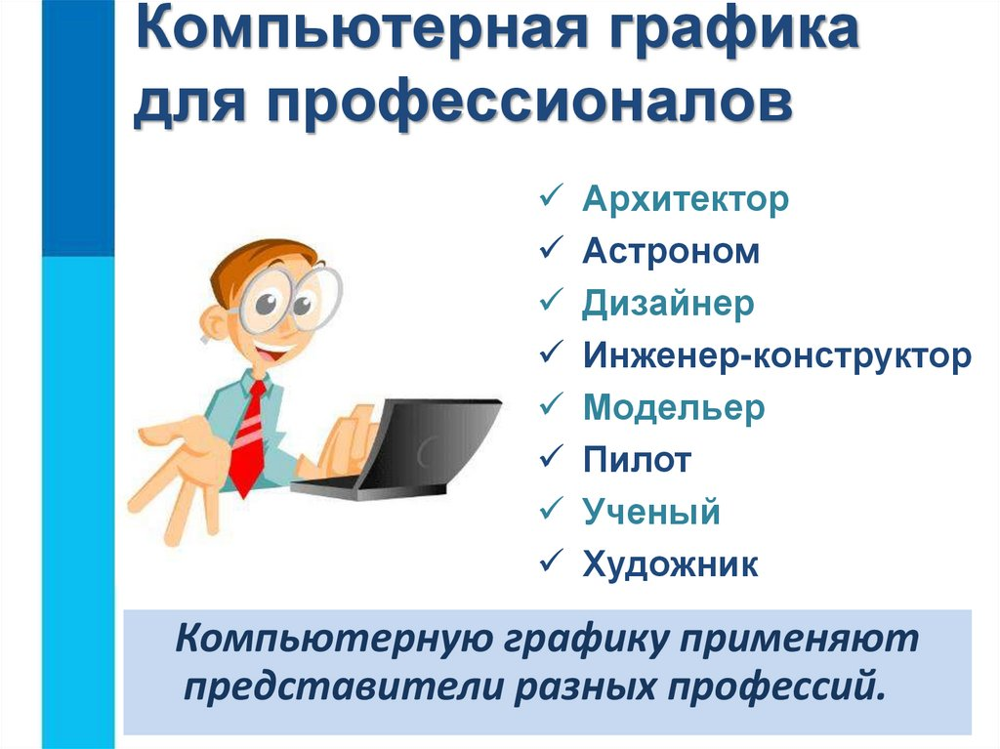 Компьютерная графика
для профессионалов
✓ Архитектор
✓ Астроном
✓ Дизайнер
✓ Инженер-конструктор
✓ Модельер
✓ Пилот
✓ Ученый
✓ Художник
Компьютерную графику применяют
представители разных профессий.